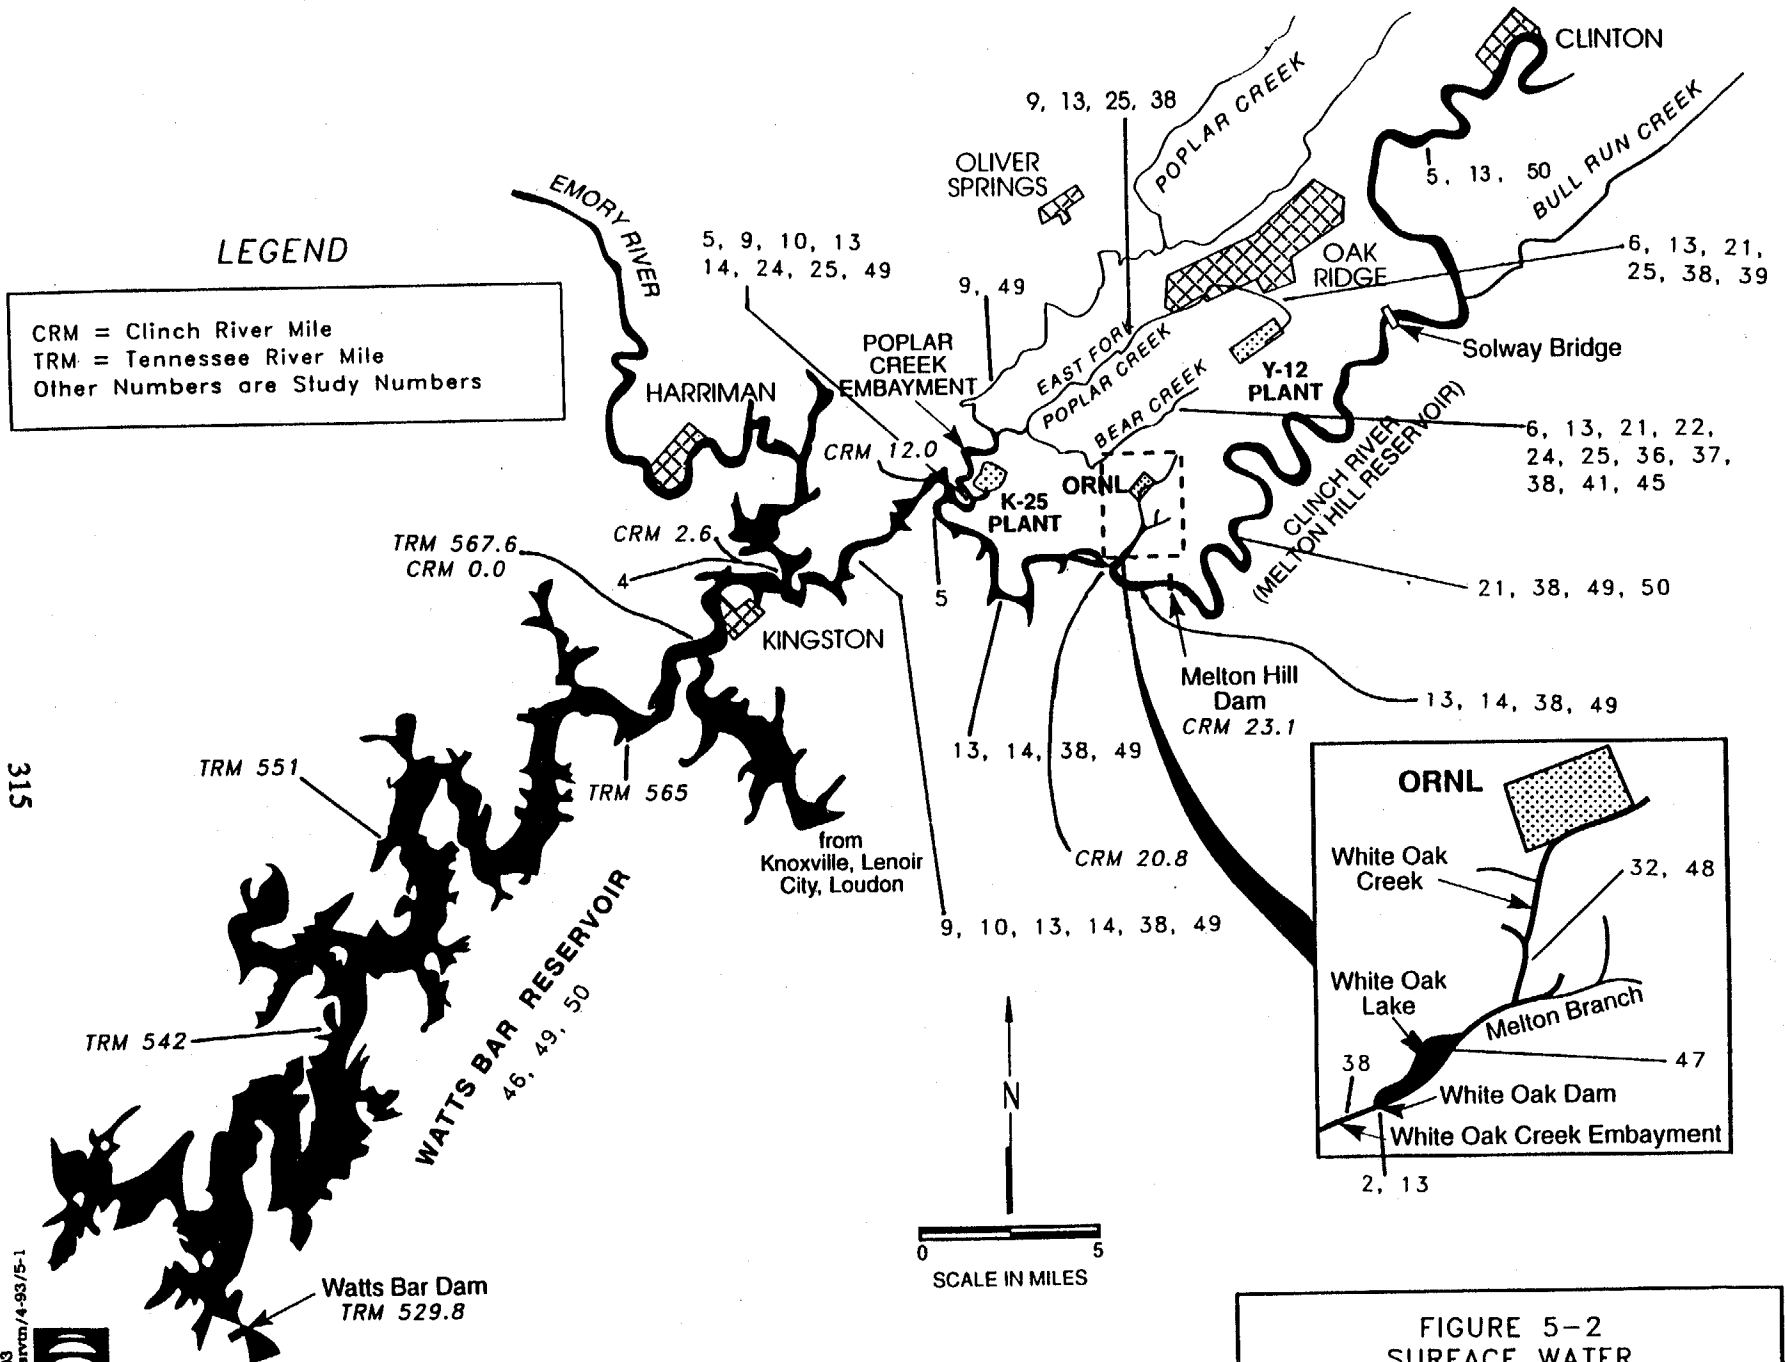 CLINTON
9, 13, 25, 38
POPLAR CREEK
OLIVER
SPRINGS
5, 13, 50
BULL RUN CREEK
EMORY RIVER
LEGEND
CRM = Clinch River Mile
TRM = Tennessee River Mile
Other Numbers are Study Numbers
5, 9, 10, 13
14, 24, 25, 49
9, 49
OAK
RIDGE
6, 13, 21,
25, 38, 39
POPLAR
CREEK
EMBAYMENT
EAST FORK
POPLAR CREEK
BEAR CREEK
Y-12
PLANT
Solway Bridge
HARRIMAN
CRM 12.0
6, 13, 21, 22,
24, 25, 36, 37,
38, 41, 45
CLINCH RIVER
(MELTON HILL RESERVOIR)
ORNL
K-25
PLANT
TRM 567.6
CRM 0.0
CRM 2.6
4
5
21, 38, 49, 50
KINGSTON
Melton Hill
Dam
CRM 23.1
13, 14, 38, 49
13, 14, 38, 49
TRM 551
TRM 565
315
from
Knoxville, Lenoir
City, Loudon
CRM 20.8
9, 10, 13, 14, 38, 49
WATTS BAR RESERVOIR
46, 49, 50
TRM 542
ORNL
White Oak
Creek
32, 48
White Oak
Lake
Melton Branch
47
38
White Oak Dam
White Oak Creek Embayment
2, 13
N
0 5
SCALE IN MILES
Watts Bar Dam
TRM 529.8
FIGURE 5-2
SURFACE WATER